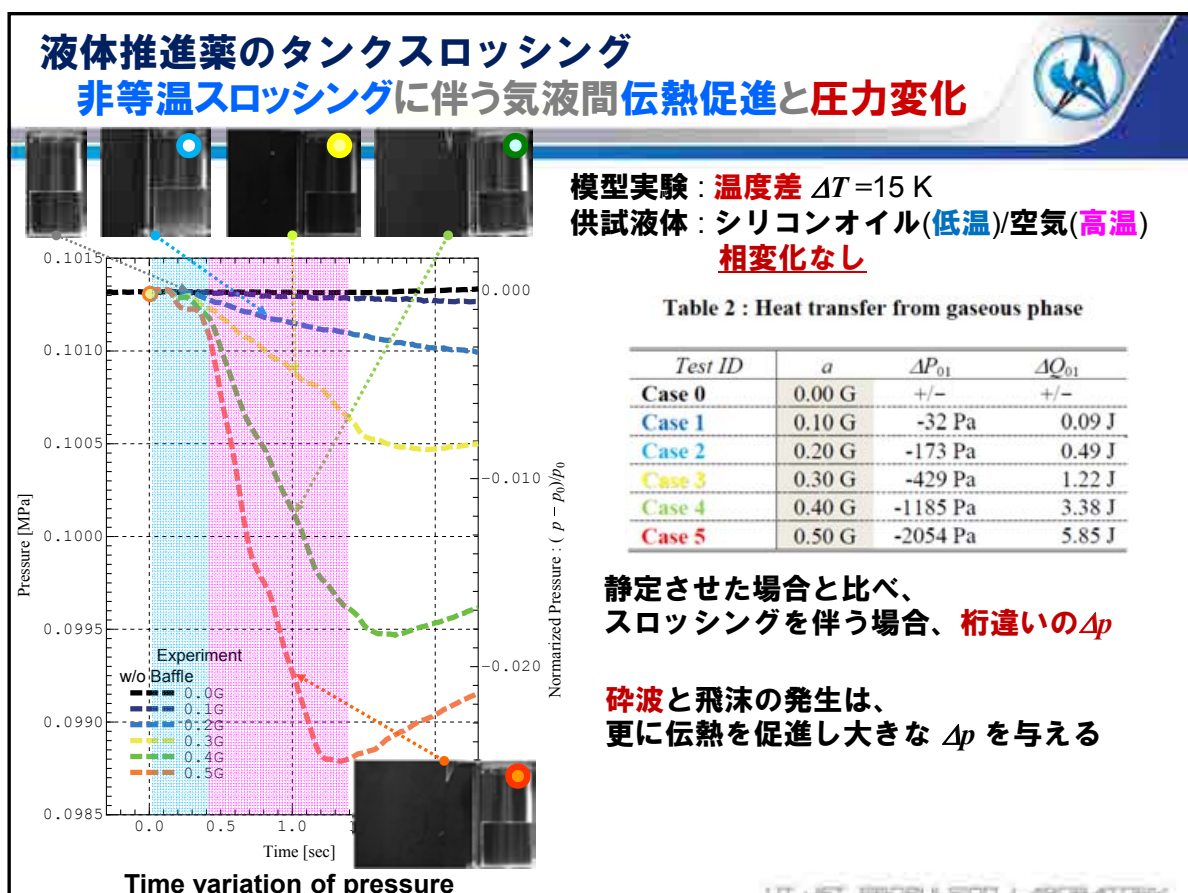 液体推進薬のタンクスロッシング
非等温スロッシングに伴う気液間伝熱促進と圧力変化
模型実験 : 温度差 ΔT =15 K
供試液体 : シリコンオイル(低温)/空気(高温)
相変化なし
Table 2 : Heat transfer from gaseous phase
Test ID a ΔP01 ΔQ01
Case 0 0.00 G +/− +/−
Case 1 0.10 G -32 Pa 0.09 J
Case 2 0.20 G -173 Pa 0.49 J
Case 3 0.30 G -429 Pa 1.22 J
Case 4 0.40 G -1185 Pa 3.38 J
Case 5 0.50 G -2054 Pa 5.85 J
静定させた場合と比べ、
スロッシングを伴う場合、桁違いのΔp
砕波と飛沫の発生は、
更に伝熱を促進し大きな Δp を与える
Pressure [MPa]
0.1015
0.1010
0.1005
0.1000
0.0995
0.0990
0.0985
Normalized Pressure : ( p − p0)/p0
0.000
−0.010
−0.020
Experiment
w/o Baffle
0.0G
0.1G
0.2G
0.3G
0.4G
0.5G
0.0 0.5 1.0
Time [sec]
Time variation of pressure